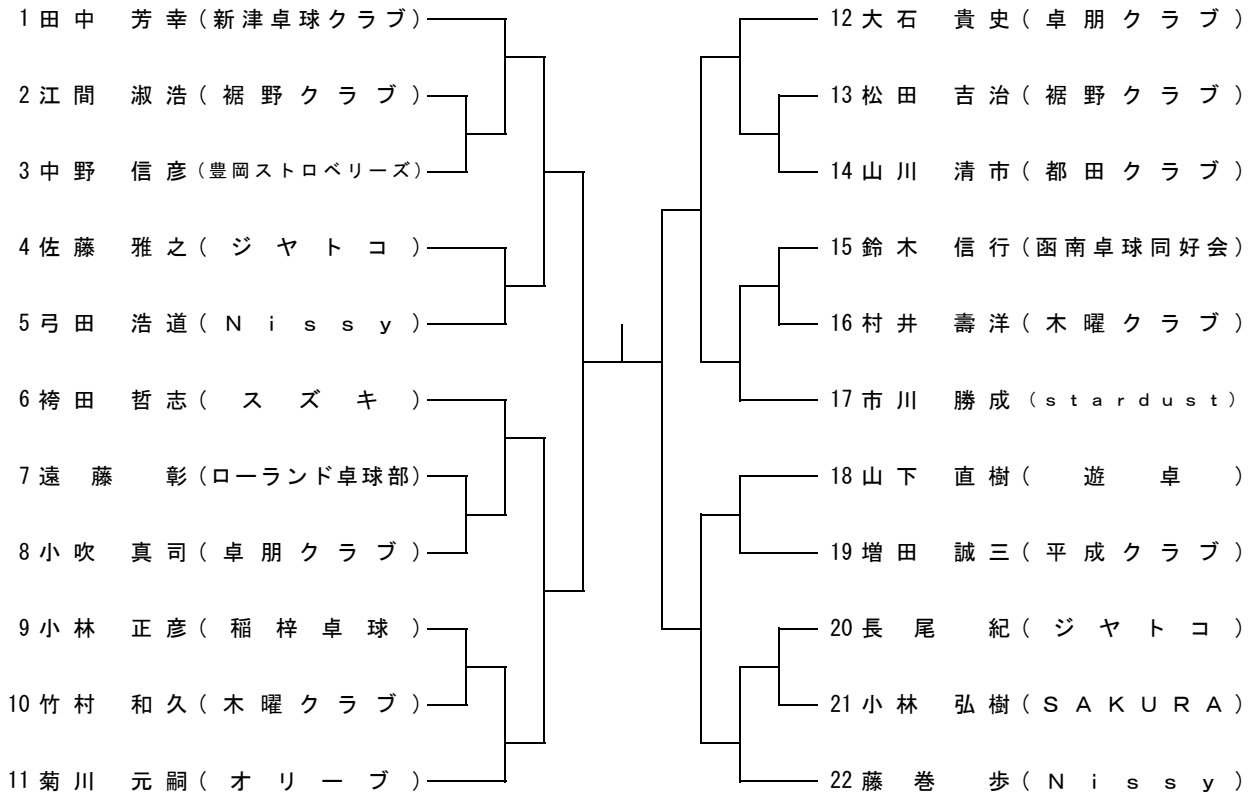 1 田中 芳幸 (新津卓球クラブ)
2 江間 淑浩 (裾野クラブ)
3 中野 信彦 (豊岡ストロベリーズ)
4 佐藤 雅之 (ジヤトコ)
5 弓田 浩道 (Nissy)
6 袴田 哲志 (スズキ)
7 遠藤 彰 (ローランド卓球部)
8 小吹 真司 (卓朋クラブ)
9 小林 正彦 (稲梓卓球)
10 竹村 和久 (木曜クラブ)
11 菊川 元嗣 (オリーブ)
12 大石 貴史 (卓朋クラブ)
13 松田 吉治 (裾野クラブ)
14 山川 清市 (都田クラブ)
15 鈴木 信行 (函南卓球同好会)
16 村井 壽洋 (木曜クラブ)
17 市川 勝成 (stardust)
18 山下 直樹 (遊卓)
19 増田 誠三 (平成クラブ)
20 長尾 紀 (ジヤトコ)
21 小林 弘樹 (SAKURA)
22 藤巻 歩 (Nissy)